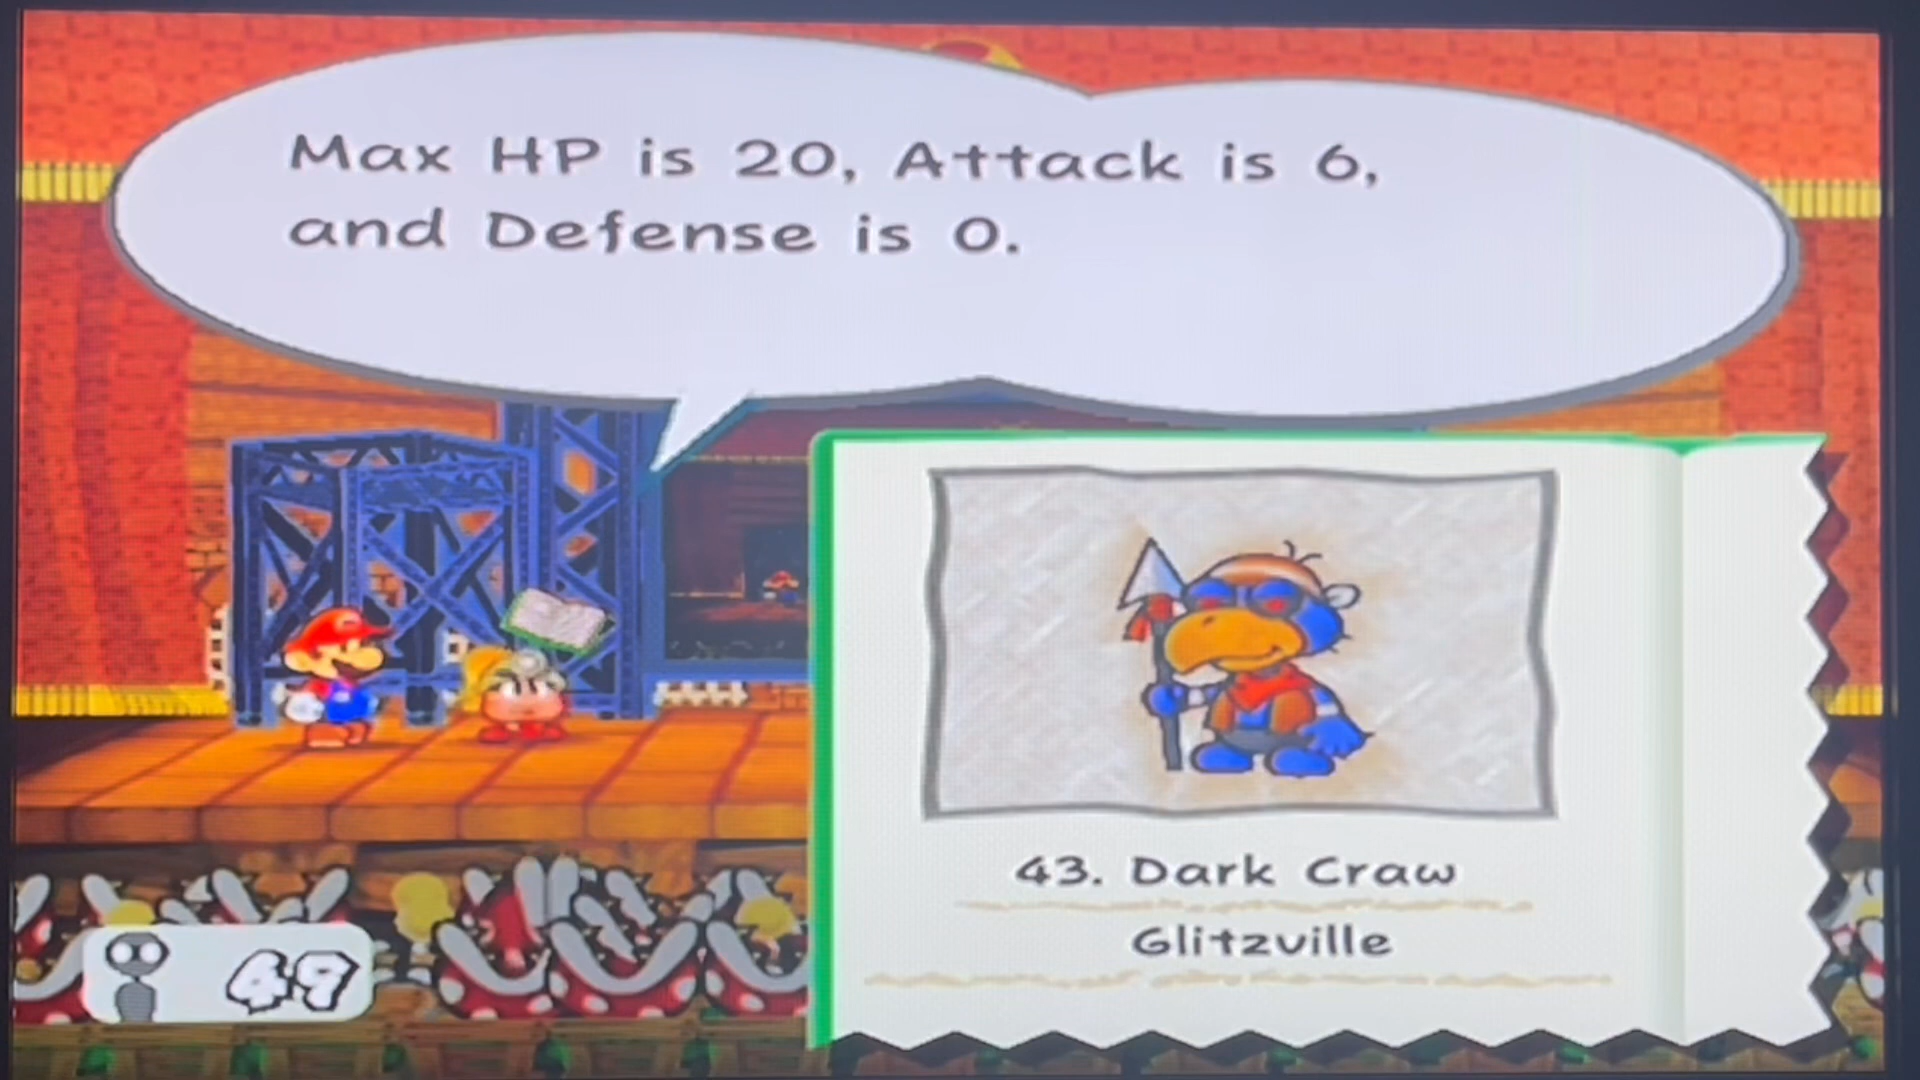 Max HP is 20, Attack is 6,
and Defense is 0.
43. Dark Craw
Glitzville
49